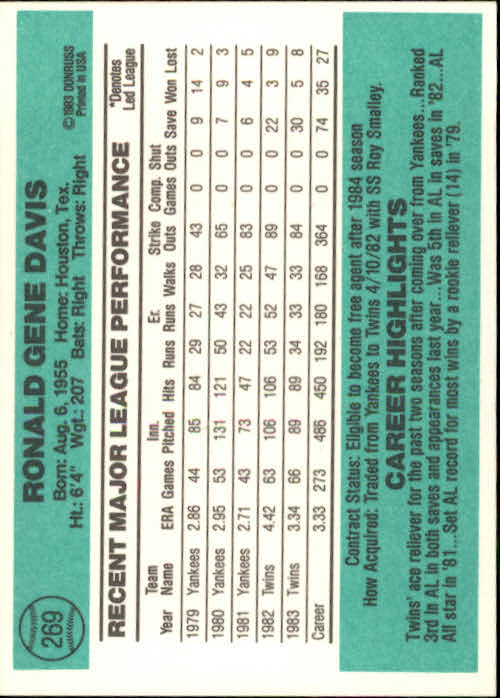 269
RONALD GENE DAVIS
©1983 DONRUSS
Printed in USA
Born: Aug. 6, 1955 Home: Houston, Tex.
Ht.: 6'4" Wgt.: 207 Bats: Right Throws: Right
RECENT MAJOR LEAGUE PERFORMANCE
*Denotes
Led League
Team Inn. Er. Strike Comp. Shut
Year Name ERA Games Pitched Hits Runs Runs Walks Outs Games Outs Save Won Lost
1979 Yankees 2.86 44 85 84 29 27 28 43 0 0 9 14 2
1980 Yankees 2.95 53 131 121 50 43 32 65 0 0 7 9 3
1981 Yankees 2.71 43 73 47 22 22 25 83 0 0 6 4 5
1982 Twins 4.42 63 106 106 53 52 47 89 0 0 22 3 9
1983 Twins 3.34 66 89 89 34 33 33 84 0 0 30 5 8
Career 3.33 273 486 450 192 180 168 364 0 0 74 35 27
Contract Status: Eligible to become free agent after 1984 season
How Acquired: Traded from Yankees to Twins 4/10/82 with SS Roy Smalley.
CAREER HIGHLIGHTS
Twins' ace reliever for the past two seasons after coming over from Yankees...Ranked
3rd in AL in both saves and appearances last year...Was 5th in AL in saves in '82...AL
All star in '81...Set AL record for most wins by a rookie reliever (14) in '79.